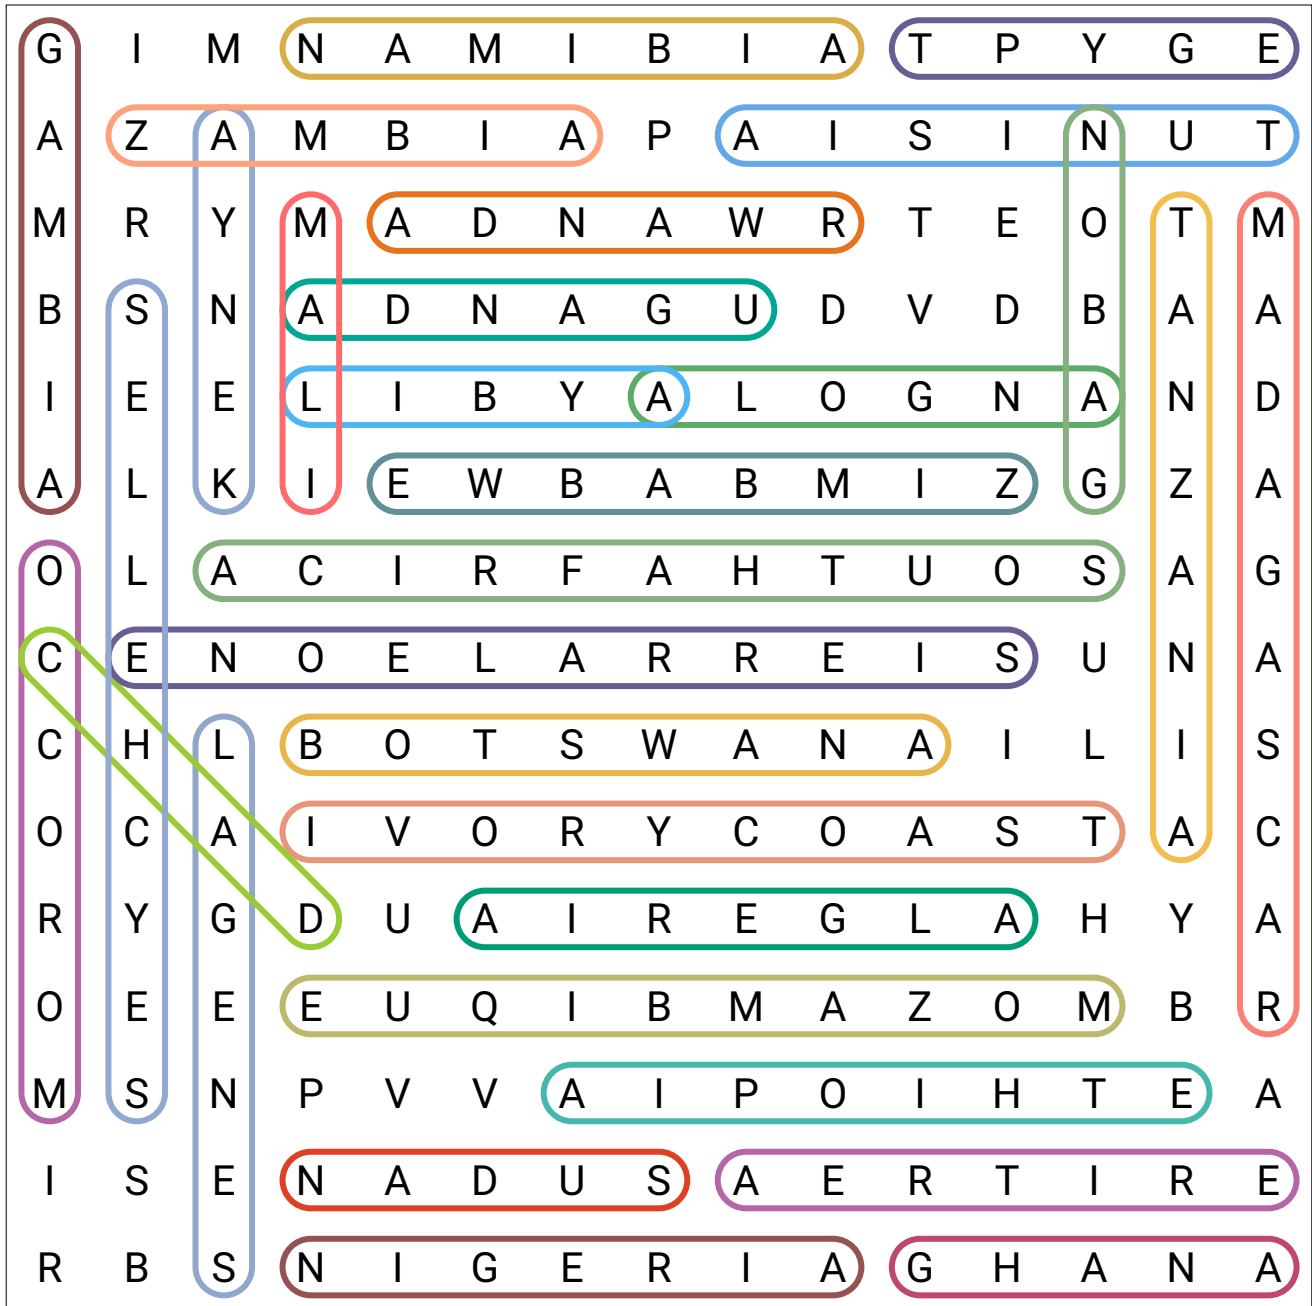 G I M N A M I B I A T P Y G E
A Z A M B I A P A I S I N U T
M R Y M A D N A W R T E O T M
B S N A D N A G U D V D B A A
I E E L I B Y A L O G N A N D
A L K I E W B A B M I Z G Z A
O L A C I R F A H T U O S A G
C E N O E L A R R E I S U N A
C H L B O T S W A N A I L I S
O C A I V O R Y C O A S T A C
R Y G D U A I R E G L A H Y A
O E E E U Q I B M A Z O M B R
M S N P V V A I P O I H T E A
I S E N A D U S A E R T I R E
R B S N I G E R I A G H A N A